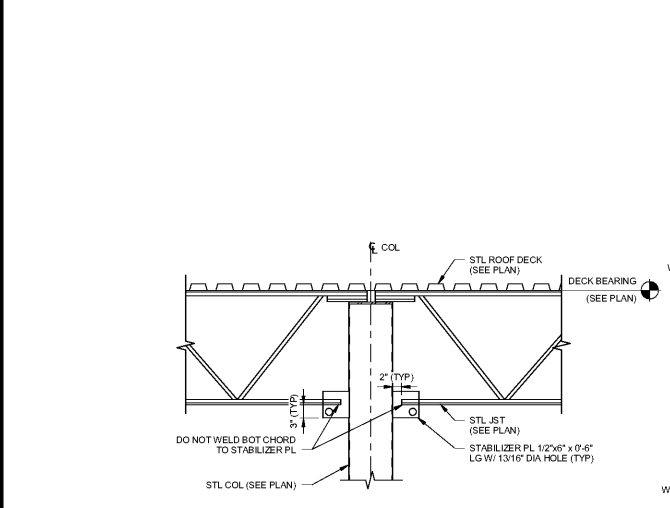 ℄ COL
STL ROOF DECK
(SEE PLAN)
DECK BEARING
(SEE PLAN)
2" (TYP)
3" (TYP)
DO NOT WELD BOT CHORD
TO STABILIZER PL
STL JST
(SEE PLAN)
STABILIZER PL 1/2"x6" x 0'-6"
LG W/ 13/16" DIA HOLE (TYP)
STL COL (SEE PLAN)
W
W